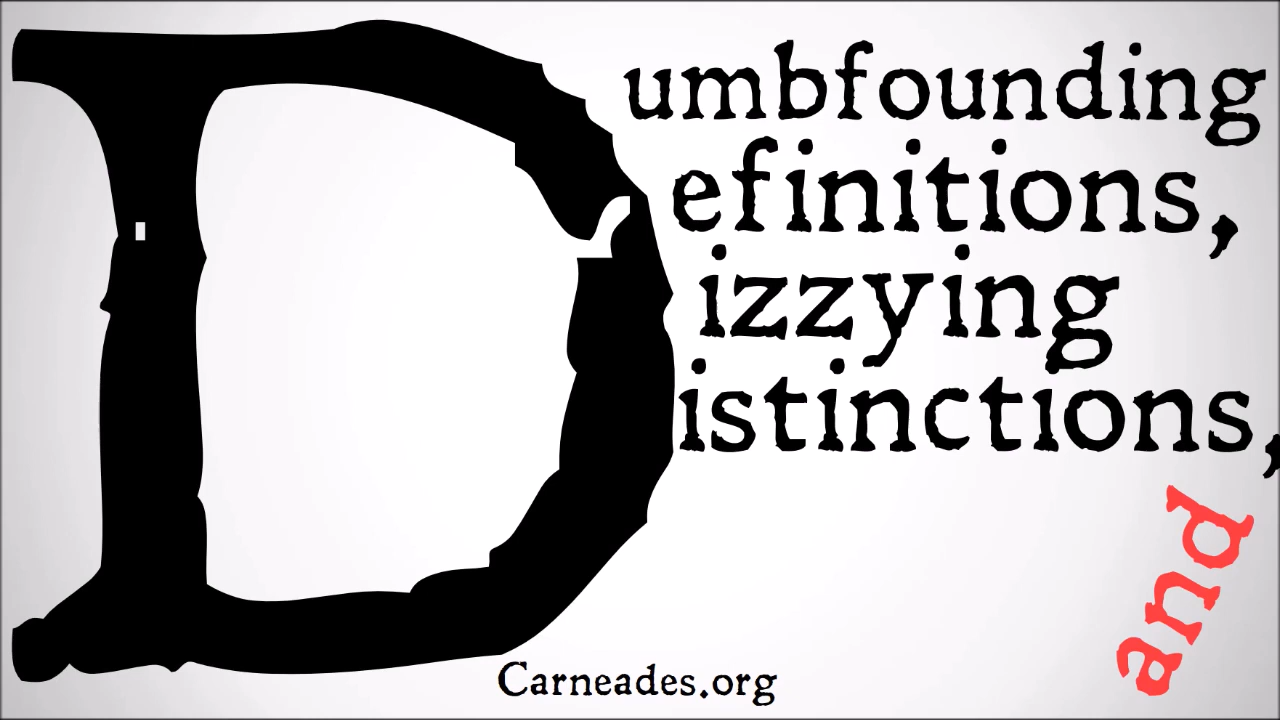 D
umbfounding
efinitions,
izzying
istinctions,
and
Carneades.org